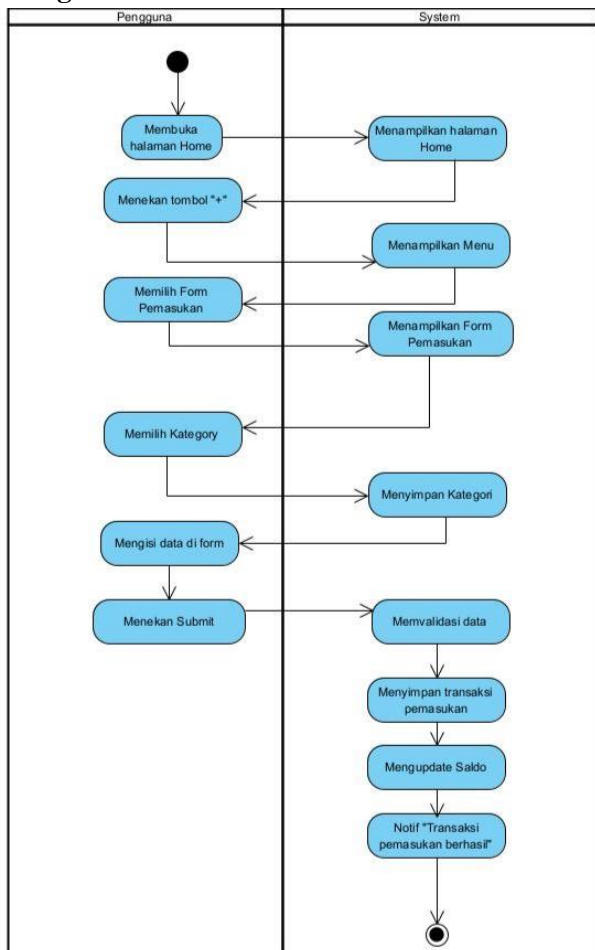 Pengguna
System
Membuka
halaman Home
Menampilkan halaman
Home
Menekan tombol "+"
Menampilkan Menu
Memilih Form
Pemasukan
Menampilkan Form
Pemasukan
Memilih Kategory
Menyimpan Kategori
Mengisi data di form
Menekan Submit
Memvalidasi data
Menyimpan transaksi
pemasukan
Mengupdate Saldo
Notif "Transaksi
pemasukan berhasil"